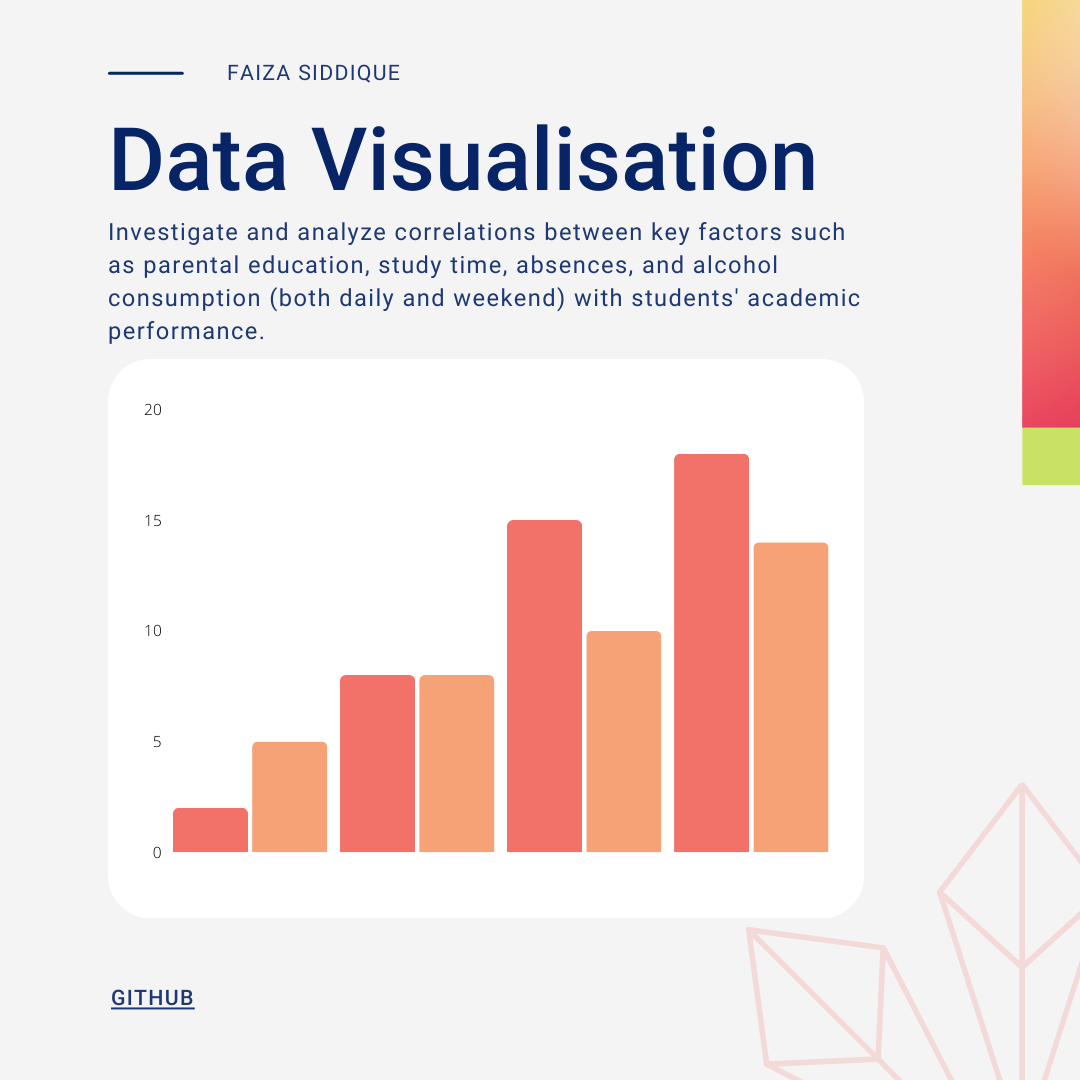 FAIZA SIDDIQUE
Data Visualisation
Investigate and analyze correlations between key factors such
as parental education, study time, absences, and alcohol
consumption (both daily and weekend) with students' academic
performance.
20
15
10
5
0
GITHUB